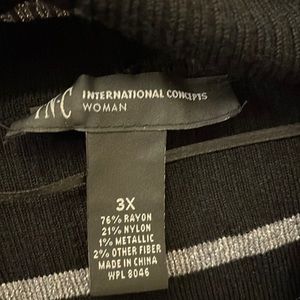 INC INTERNATIONAL CONCEPTS
WOMAN
3X
76% RAYON
21% NYLON
1% METALLIC
2% OTHER FIBER
MADE IN CHINA
WPL 8046